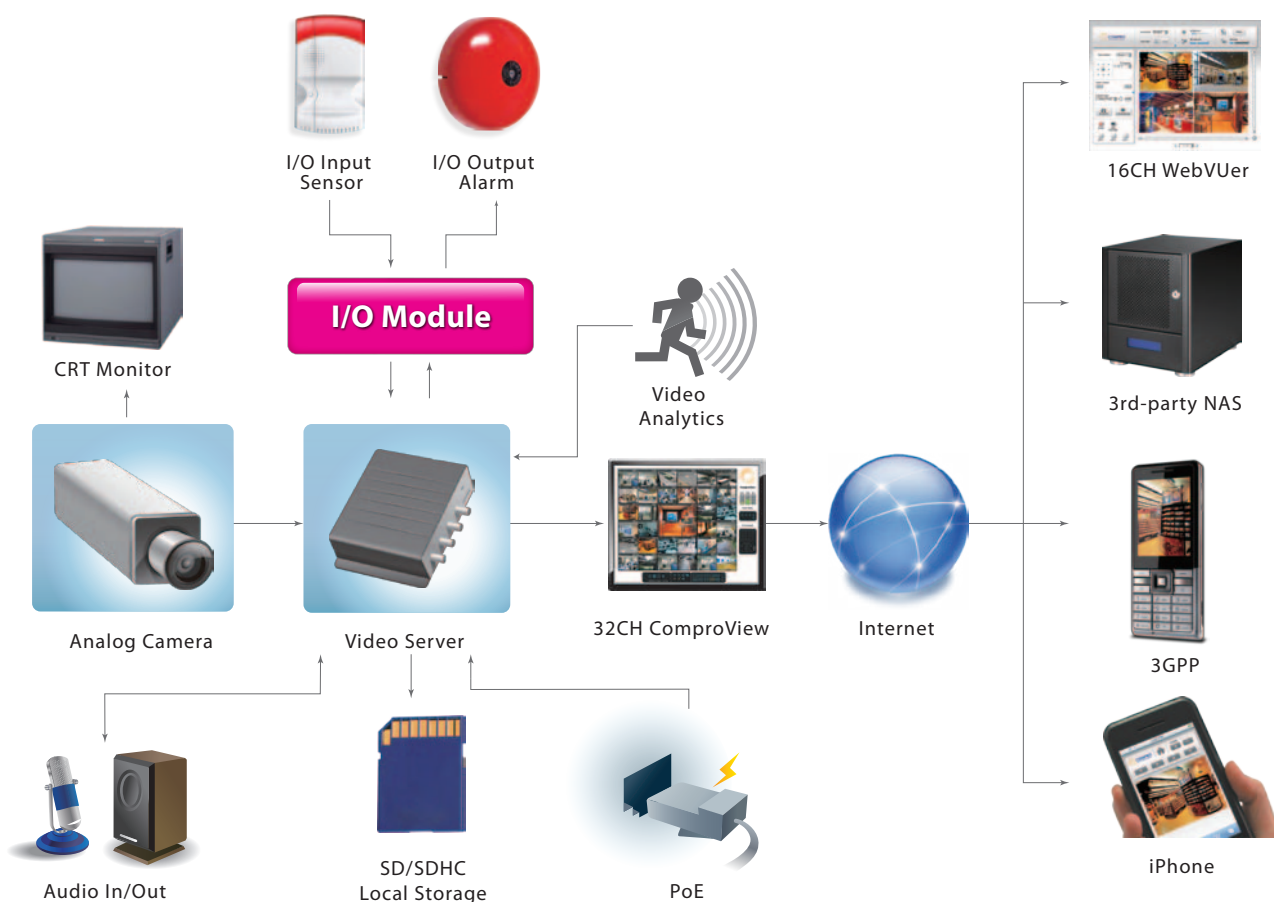 I/O Input
Sensor
I/O Output
Alarm
16CH WebVUer
I/O Module
CRT Monitor
Video
Analytics
3rd-party NAS
Analog Camera
Video Server
32CH ComproView
Internet
3GPP
Audio In/Out
SD/SDHC
Local Storage
PoE
iPhone